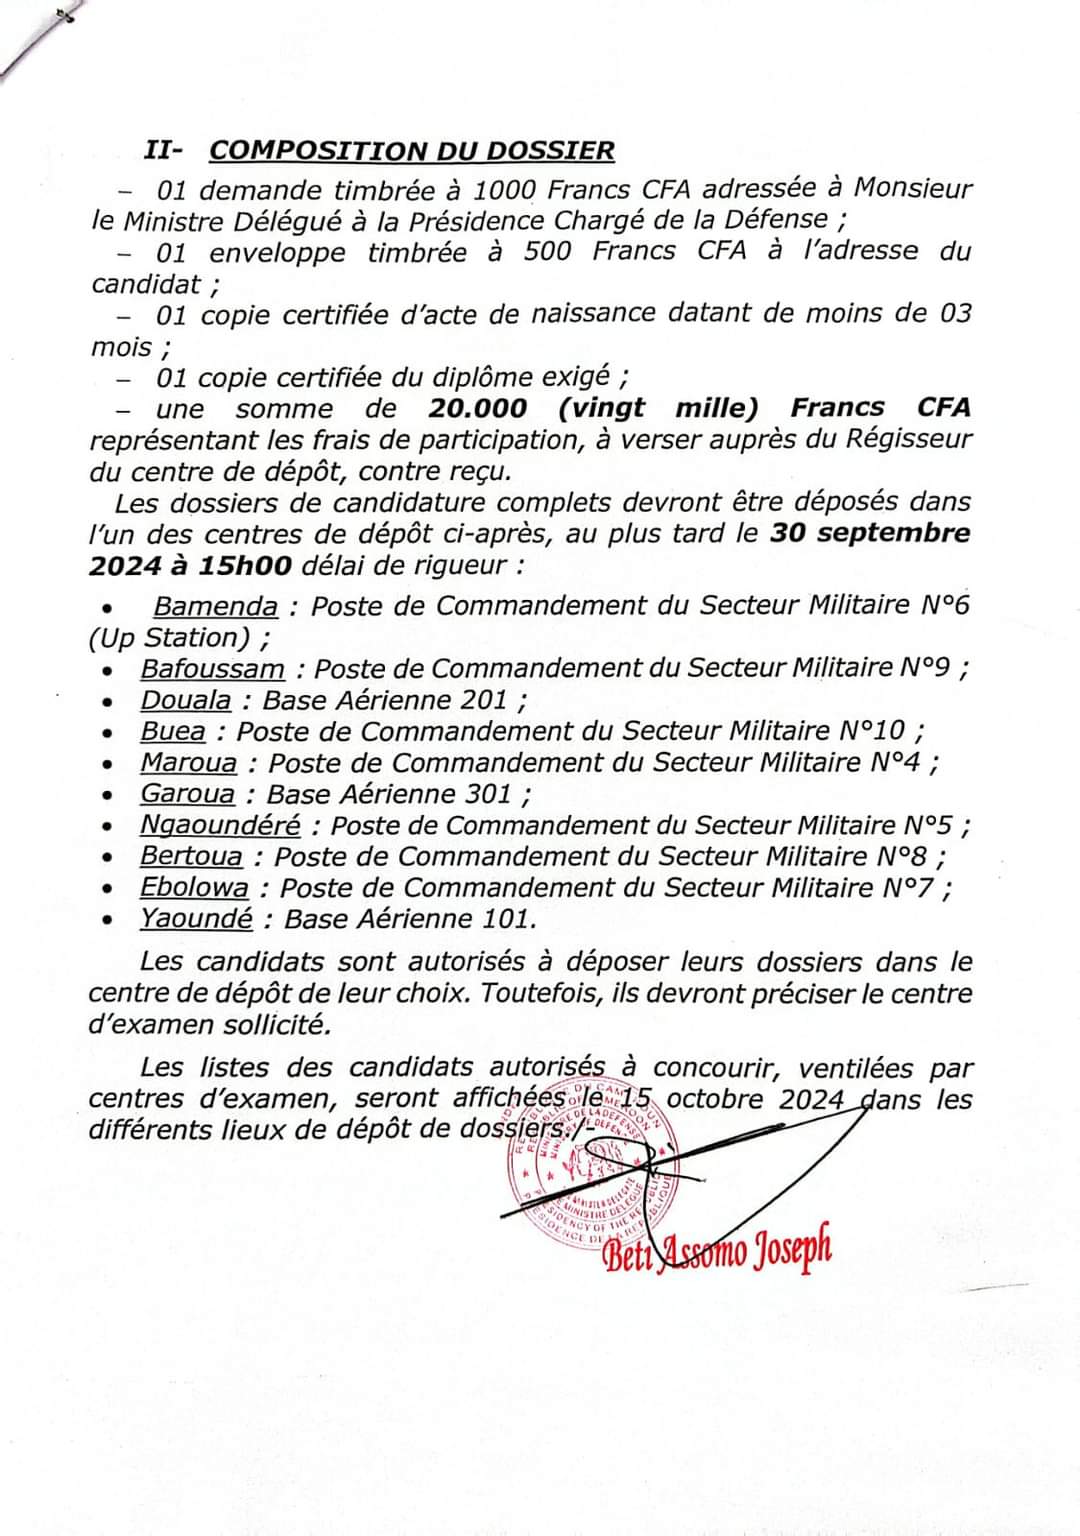 II- COMPOSITION DU DOSSIER
– 01 demande timbrée à 1000 Francs CFA adressée à Monsieur
le Ministre Délégué à la Présidence Chargé de la Défense ;
– 01 enveloppe timbrée à 500 Francs CFA à l’adresse du
candidat ;
– 01 copie certifiée d’acte de naissance datant de moins de 03
mois ;
– 01 copie certifiée du diplôme exigé ;
– une somme de 20.000 (vingt mille) Francs CFA
représentant les frais de participation, à verser auprès du Régisseur
du centre de dépôt, contre reçu.
Les dossiers de candidature complets devront être déposés dans
l’un des centres de dépôt ci-après, au plus tard le 30 septembre
2024 à 15h00 délai de rigueur :
• Bamenda : Poste de Commandement du Secteur Militaire N°6
(Up Station) ;
• Bafoussam : Poste de Commandement du Secteur Militaire N°9 ;
• Douala : Base Aérienne 201 ;
• Buea : Poste de Commandement du Secteur Militaire N°10 ;
• Maroua : Poste de Commandement du Secteur Militaire N°4 ;
• Garoua : Base Aérienne 301 ;
• Ngaoundéré : Poste de Commandement du Secteur Militaire N°5 ;
• Bertoua : Poste de Commandement du Secteur Militaire N°8 ;
• Ebolowa : Poste de Commandement du Secteur Militaire N°7 ;
• Yaoundé : Base Aérienne 101.
Les candidats sont autorisés à déposer leurs dossiers dans le
centre de dépôt de leur choix. Toutefois, ils devront préciser le centre
d’examen sollicité.
Les listes des candidats autorisés à concourir, ventilées par
centres d’examen, seront affichées le 15 octobre 2024 dans les
différents lieux de dépôt de dossiers./-
PRESIDENCY OF THE REPUBLIC
PRESIDENCE DE LA REPUBLIQUE
Beti Assomo Joseph